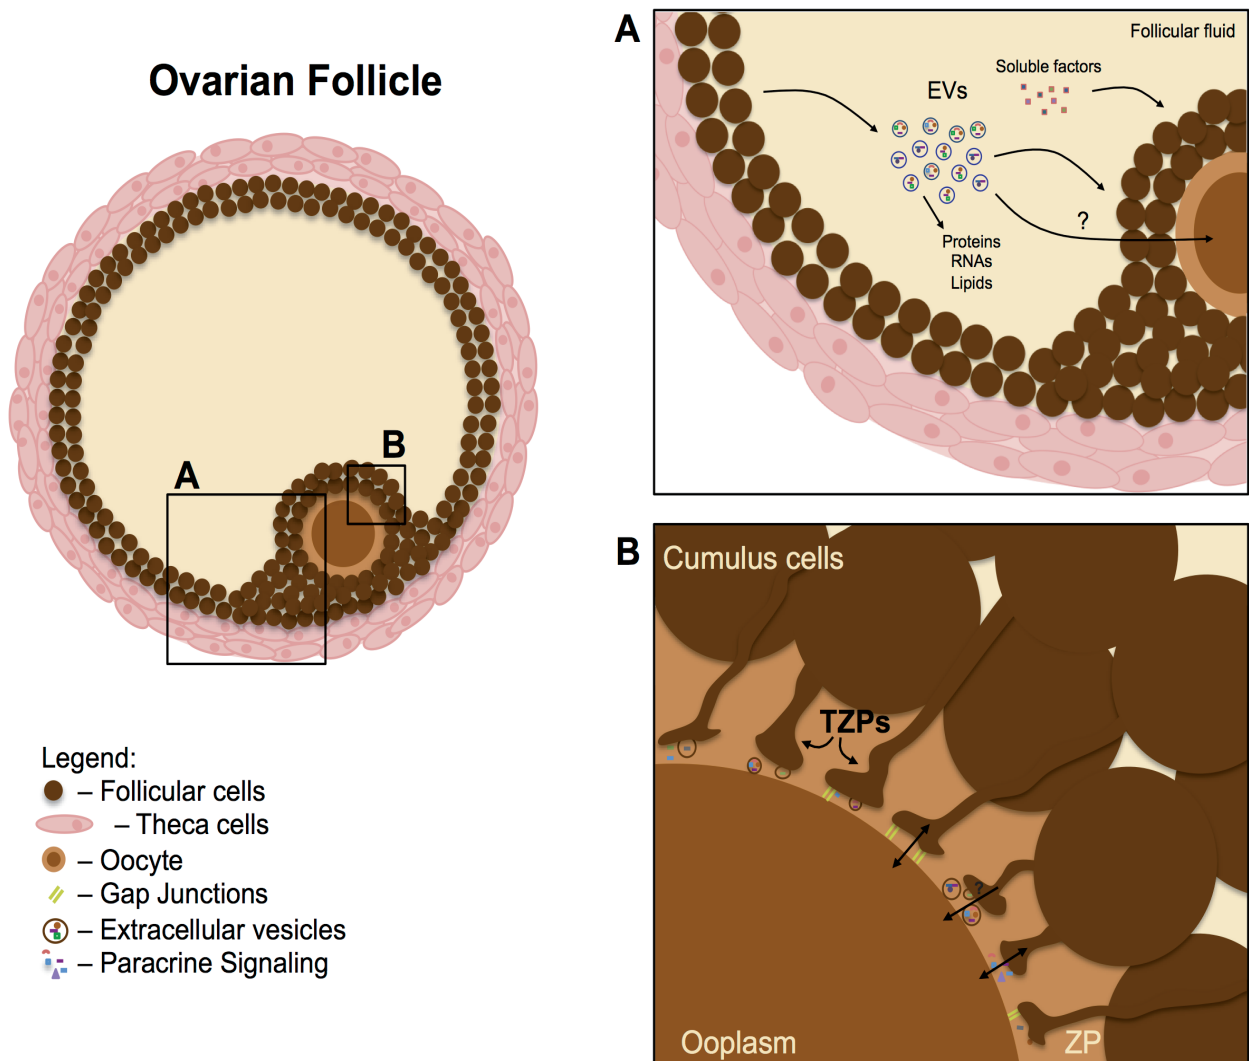 Ovarian Follicle
A
B
Legend:
– Follicular cells
– Theca cells
– Oocyte
– Gap Junctions
– Extracellular vesicles
– Paracrine Signaling
A
Follicular fluid
Soluble factors
EVs
?
Proteins
RNAs
Lipids
B
Cumulus cells
TZPs
?
Ooplasm
ZP